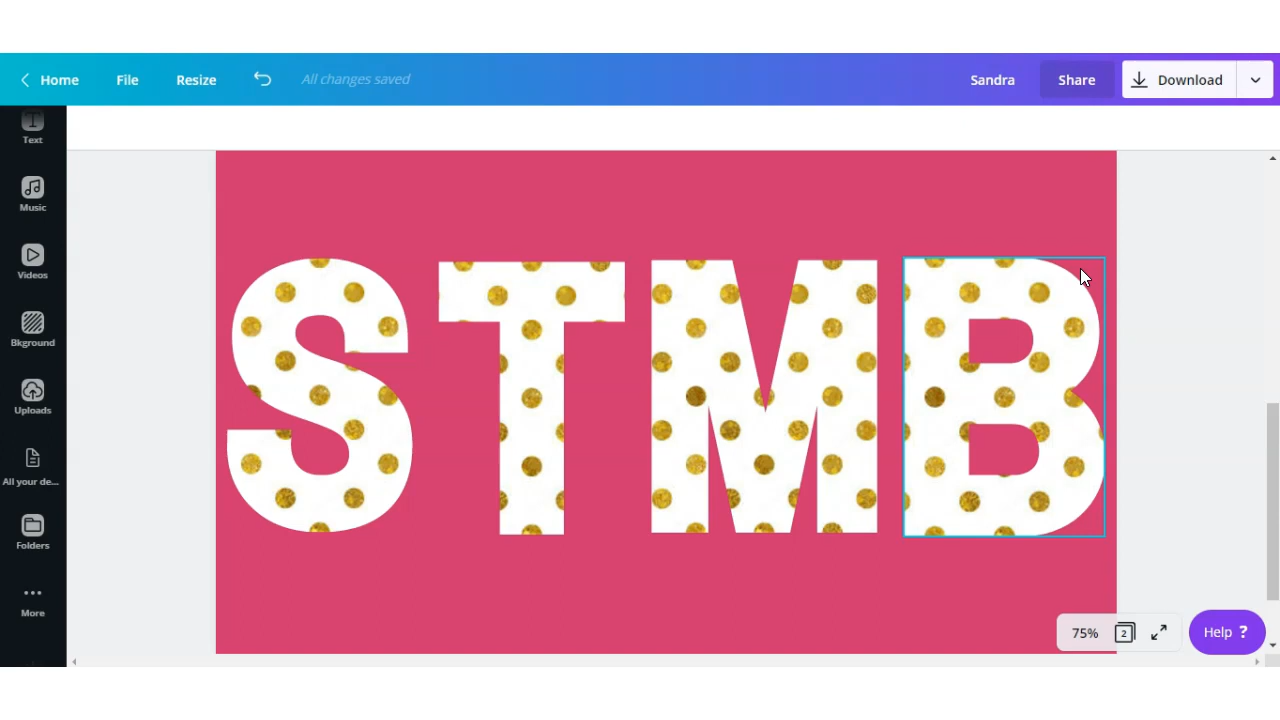 Home File Resize All changes saved Sandra Share Download
Text
Music
Videos
Bkground
Uploads
All your de...
Folders
More
STMB
75% 2 Help ?